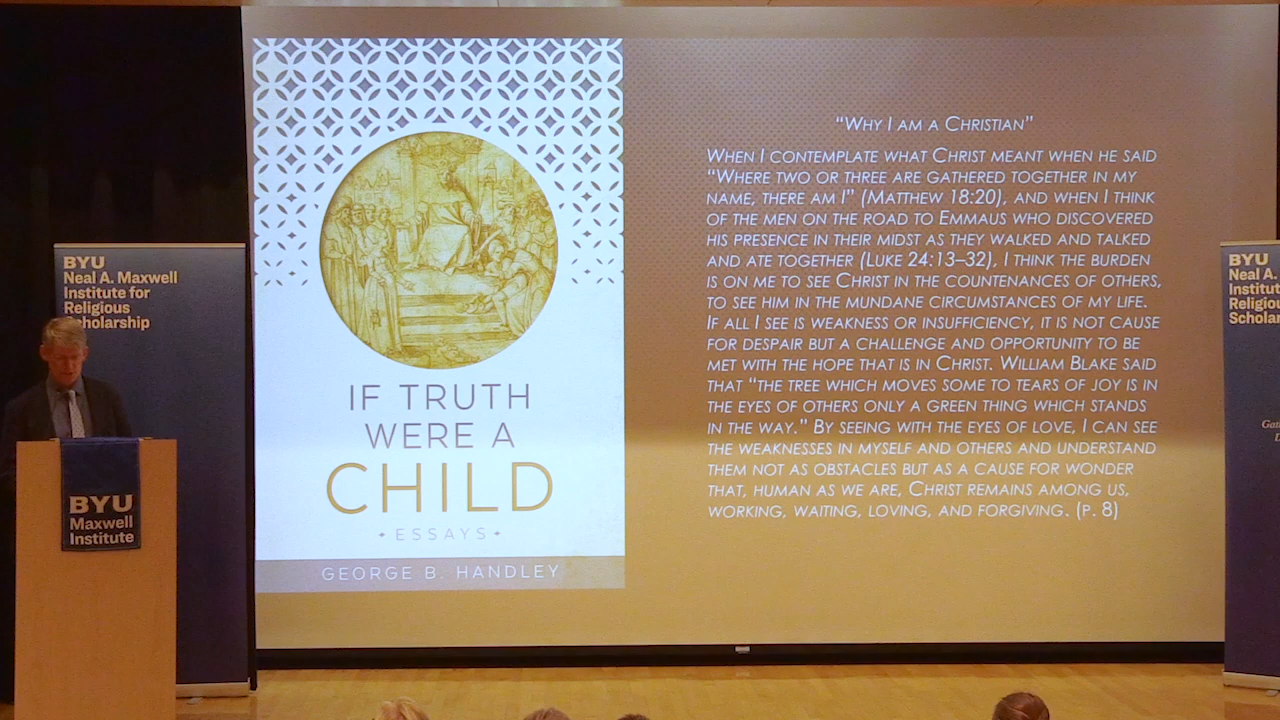 BYU
Neal A. Maxwell
Institute for
Religious
Scholarship
BYU
Maxwell
Institute
IF TRUTH
WERE A
CHILD
ESSAYS
GEORGE B. HANDLEY
“WHY I AM A CHRISTIAN”
WHEN I CONTEMPLATE WHAT CHRIST MEANT WHEN HE SAID
“WHERE TWO OR THREE ARE GATHERED TOGETHER IN MY
NAME, THERE AM I” (MATTHEW 18:20), AND WHEN I THINK
OF THE MEN ON THE ROAD TO EMMAUS WHO DISCOVERED
HIS PRESENCE IN THEIR MIDST AS THEY WALKED AND TALKED
AND ATE TOGETHER (LUKE 24:13–32), I THINK THE BURDEN
IS ON ME TO SEE CHRIST IN THE COUNTENANCES OF OTHERS,
TO SEE HIM IN THE MUNDANE CIRCUMSTANCES OF MY LIFE.
IF ALL I SEE IS WEAKNESS OR INSUFFICIENCY, IT IS NOT CAUSE
FOR DESPAIR BUT A CHALLENGE AND OPPORTUNITY TO BE
MET WITH THE HOPE THAT IS IN CHRIST. WILLIAM BLAKE SAID
THAT “THE TREE WHICH MOVES SOME TO TEARS OF JOY IS IN
THE EYES OF OTHERS ONLY A GREEN THING WHICH STANDS
IN THE WAY.” BY SEEING WITH THE EYES OF LOVE, I CAN SEE
THE WEAKNESSES IN MYSELF AND OTHERS AND UNDERSTAND
THEM NOT AS OBSTACLES BUT AS A CAUSE FOR WONDER
THAT, HUMAN AS WE ARE, CHRIST REMAINS AMONG US,
WORKING, WAITING, LOVING, AND FORGIVING. (P. 8)
BYU
Neal A.
Institut
Religiou
Scholar